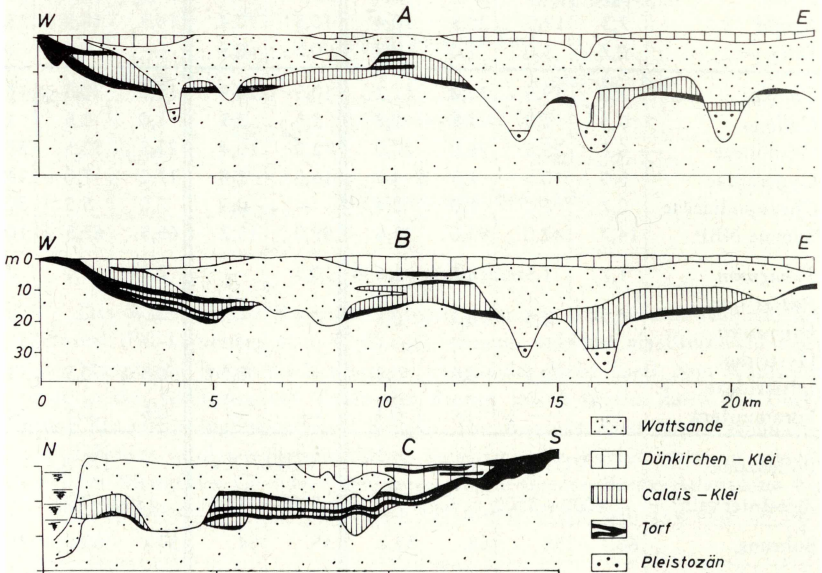 W A E
W B E
m 0
10
20
30
0 5 10 15 20 km
N C S
Wattsande
Dünkirchen – Klei
Calais – Klei
Torf
Pleistozän